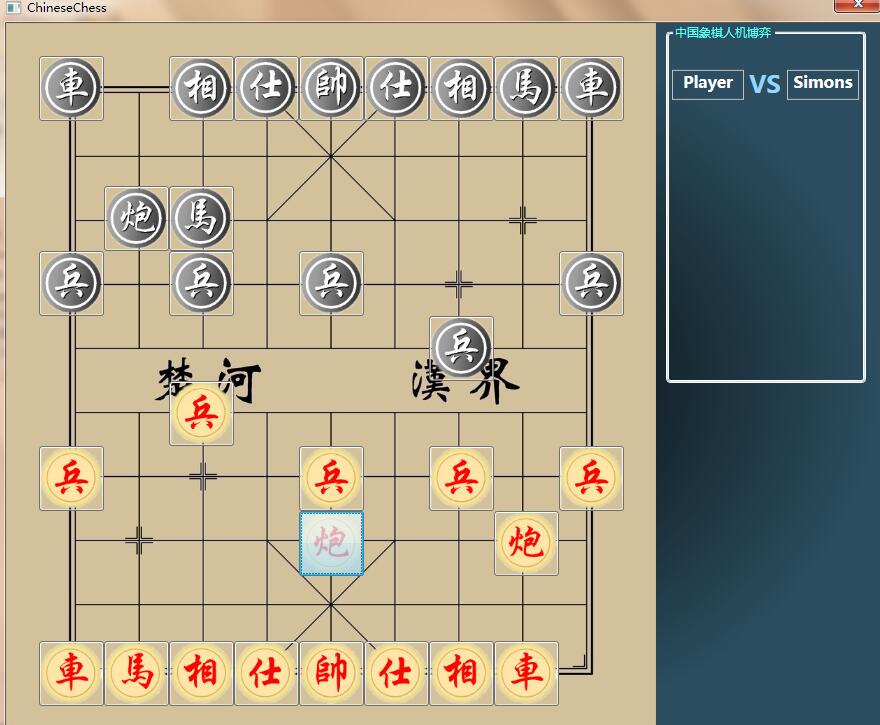 ChineseChess
中国象棋人机博弈
Player VS Simons
車 相 仕 帥 仕 相 馬 車
炮 馬
兵 兵 兵 兵
兵
楚 河 漢 界
兵
兵 兵 兵 兵
炮 炮
車 馬 相 仕 帥 仕 相 車